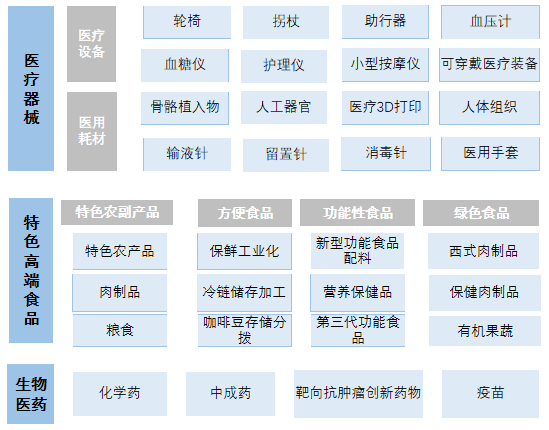 医疗器械
医疗设备
轮椅
拐杖
助行器
血压计
血糖仪
护理仪
小型按摩仪
可穿戴医疗装备
医用耗材
骨骼植入物
人工器官
医疗3D打印
人体组织
输液针
留置针
消毒针
医用手套
特色高端食品
特色农副产品
方便食品
功能性食品
绿色食品
特色农产品
保鲜工业化
新型功能食品
配料
西式肉制品
肉制品
冷链储存加工
营养保健品
保健肉制品
粮食
咖啡豆存储分
拨
第三代功能食
品
有机果蔬
生物
医药
化学药
中成药
靶向抗肿瘤创新药物
疫苗